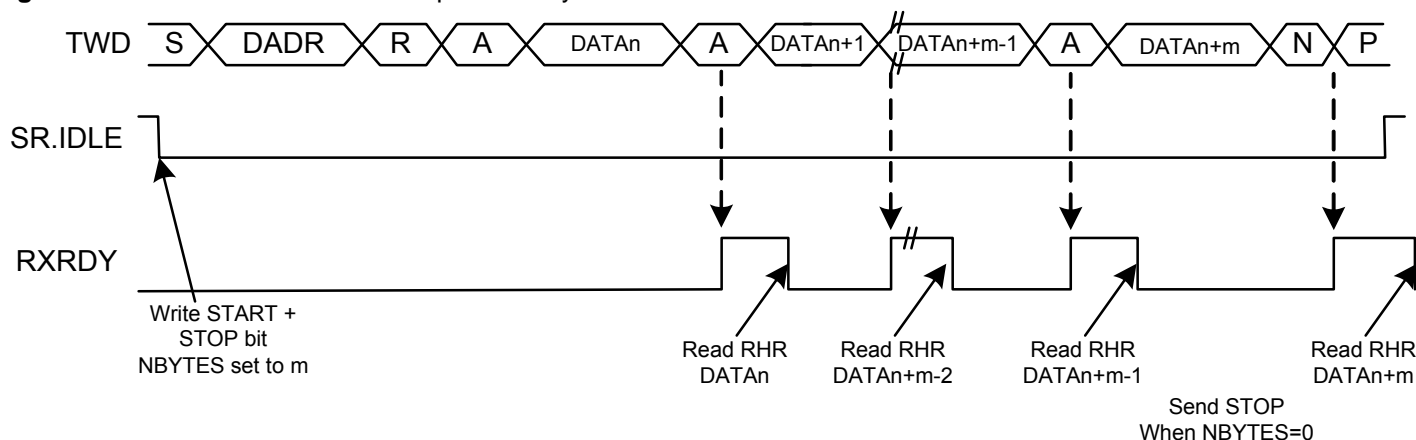 TWD S DADR R A DATAn A DATAn+1 DATAn+m-1 A DATAn+m N P
SR.IDLE
RXRDY
Write START +
STOP bit
NBYTES set to m
Read RHR
DATAn
Read RHR
DATAn+m-2
Read RHR
DATAn+m-1
Send STOP
When NBYTES=0
Read RHR
DATAn+m